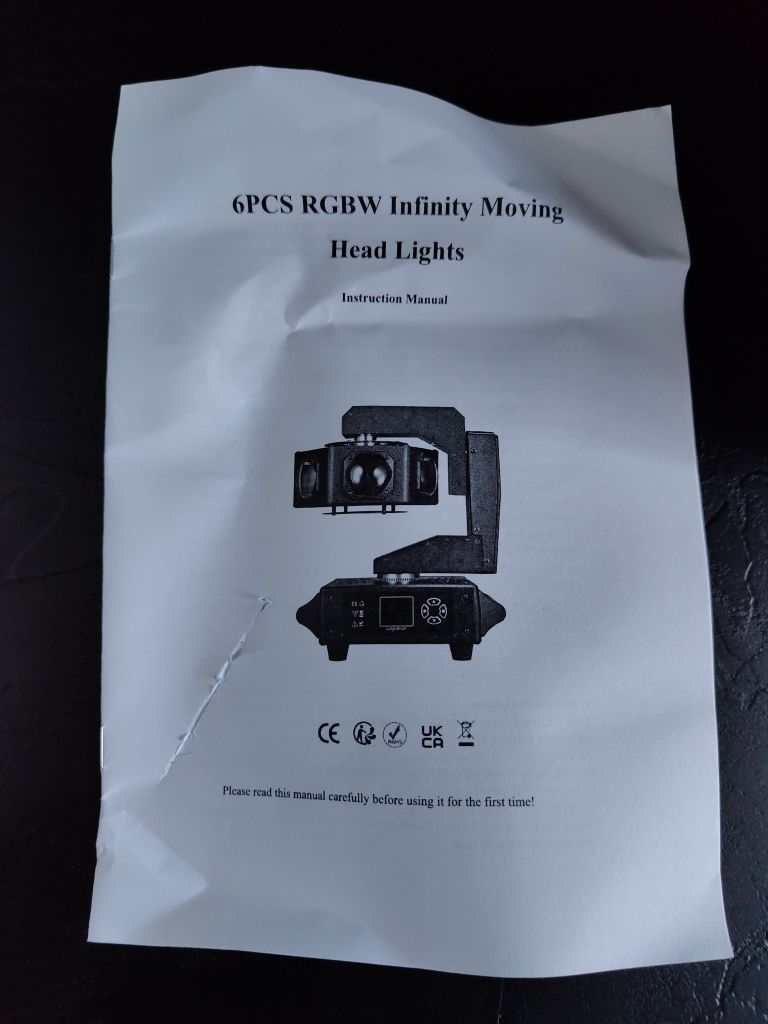 6PCS RGBW Infinity Moving
Head Lights
Instruction Manual
CE
RoHS
UK
CA
Please read this manual carefully before using it for the first time!